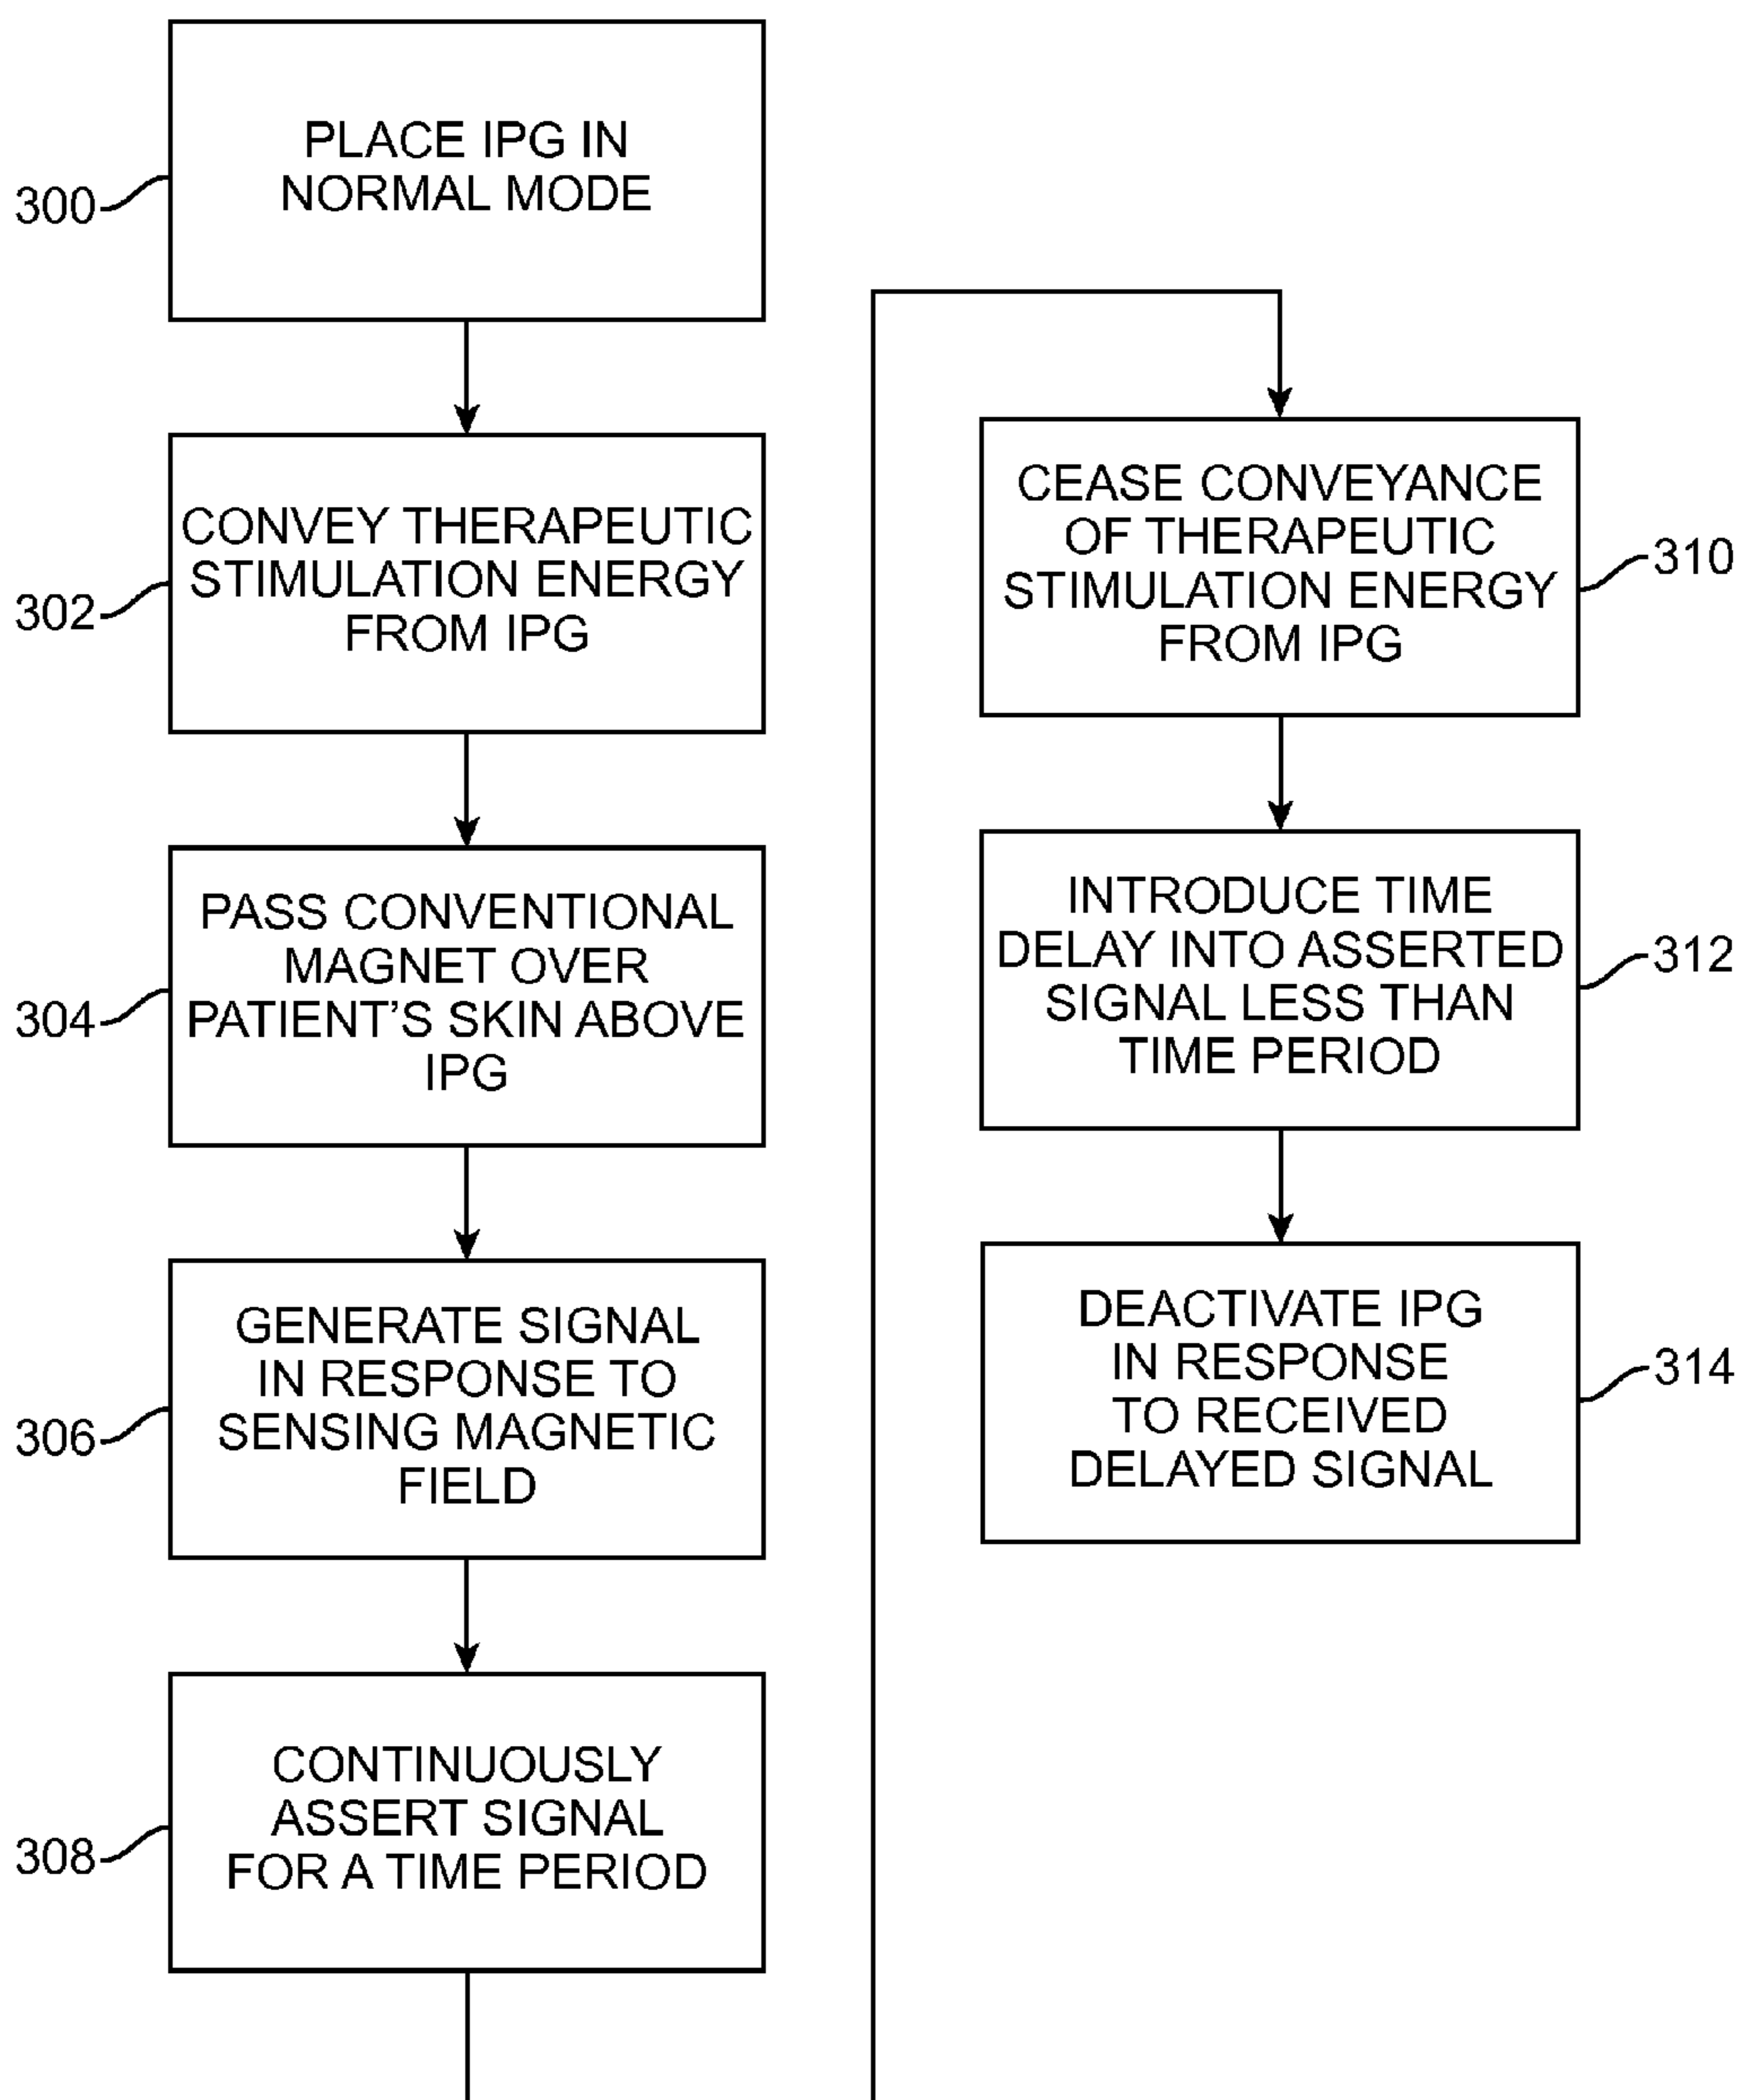 PLACE IPG IN
NORMAL MODE
300
CONVEY THERAPEUTIC
STIMULATION ENERGY
FROM IPG
302
PASS CONVENTIONAL
MAGNET OVER
PATIENT’S SKIN ABOVE
IPG
304
GENERATE SIGNAL
IN RESPONSE TO
SENSING MAGNETIC
FIELD
306
CONTINUOUSLY
ASSERT SIGNAL
FOR A TIME PERIOD
308
CEASE CONVEYANCE
OF THERAPEUTIC
STIMULATION ENERGY
FROM IPG
310
INTRODUCE TIME
DELAY INTO ASSERTED
SIGNAL LESS THAN
TIME PERIOD
312
DEACTIVATE IPG
IN RESPONSE
TO RECEIVED
DELAYED SIGNAL
314